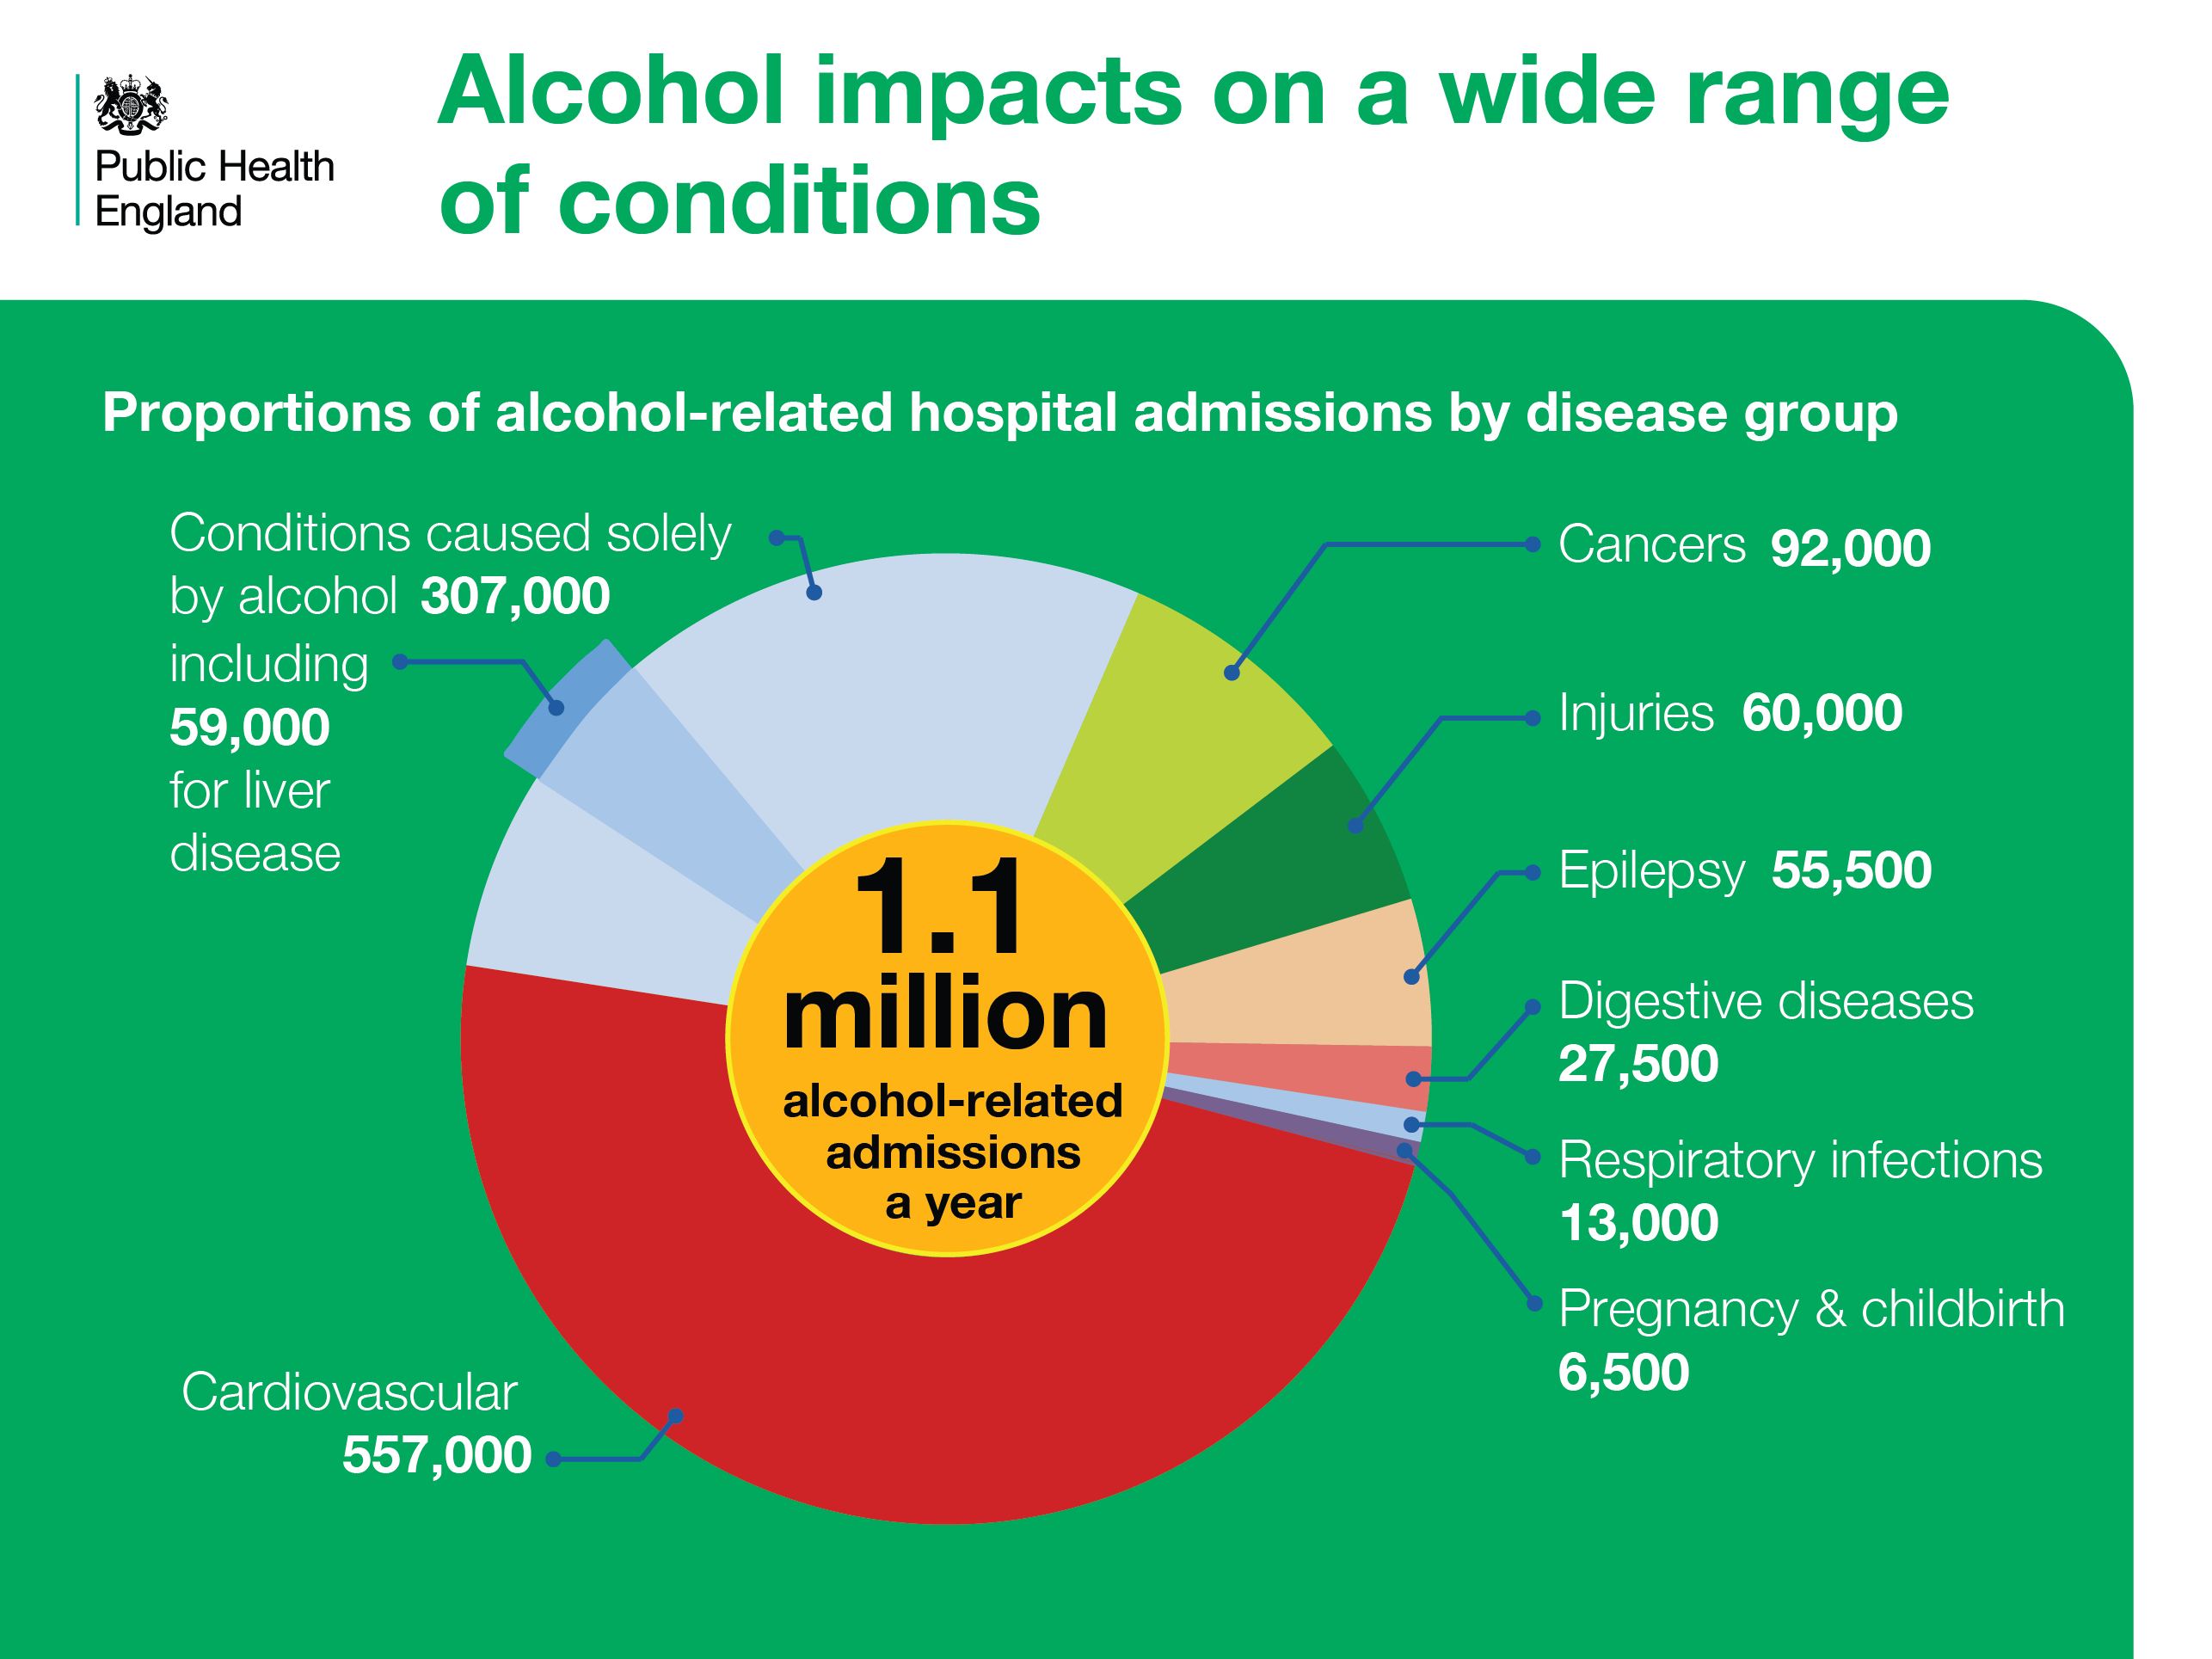 Public Health
England
Alcohol impacts on a wide range
of conditions
Proportions of alcohol-related hospital admissions by disease group
Conditions caused solely
by alcohol 307,000
including
59,000
for liver
disease
Cardiovascular
557,000
1.1
million
alcohol-related
admissions
a year
Cancers 92,000
Injuries 60,000
Epilepsy 55,500
Digestive diseases
27,500
Respiratory infections
13,000
Pregnancy & childbirth
6,500